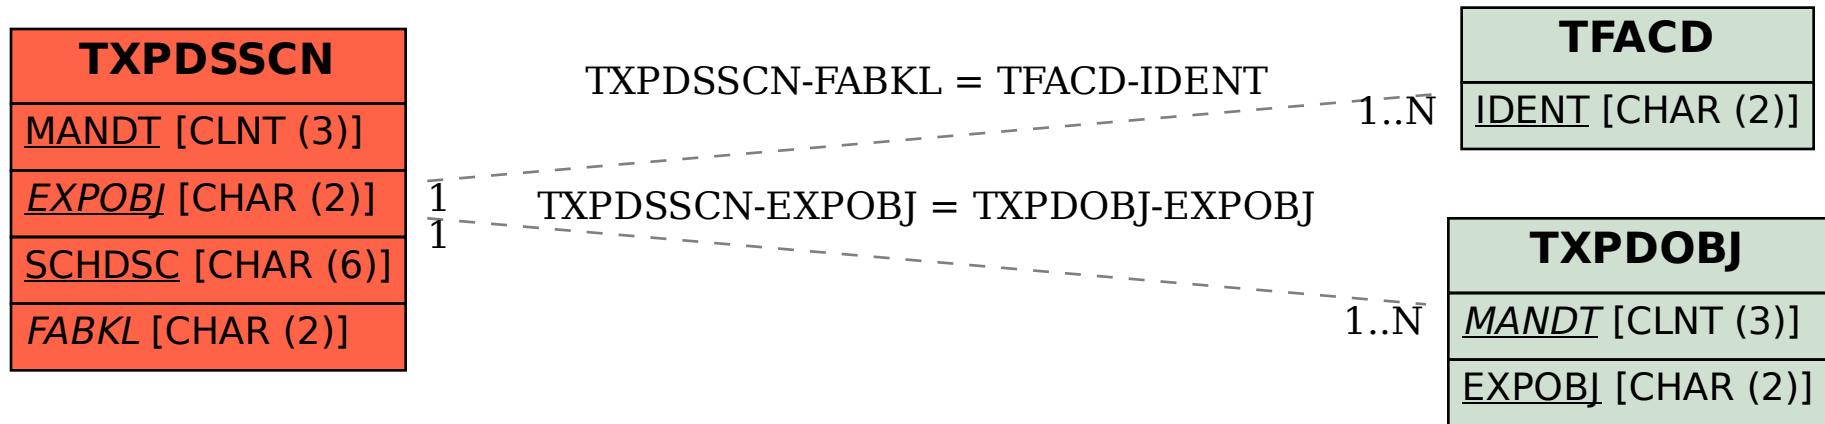 TXPDSSCN
MANDT [CLNT (3)]
EXPOBJ [CHAR (2)]
SCHDSC [CHAR (6)]
FABKL [CHAR (2)]
TXPDSSCN-FABKL = TFACD-IDENT
1..N
1
TXPDSSCN-EXPOBJ = TXPDOBJ-EXPOBJ
1
1..N
TFACD
IDENT [CHAR (2)]
TXPDOBJ
MANDT [CLNT (3)]
EXPOBJ [CHAR (2)]